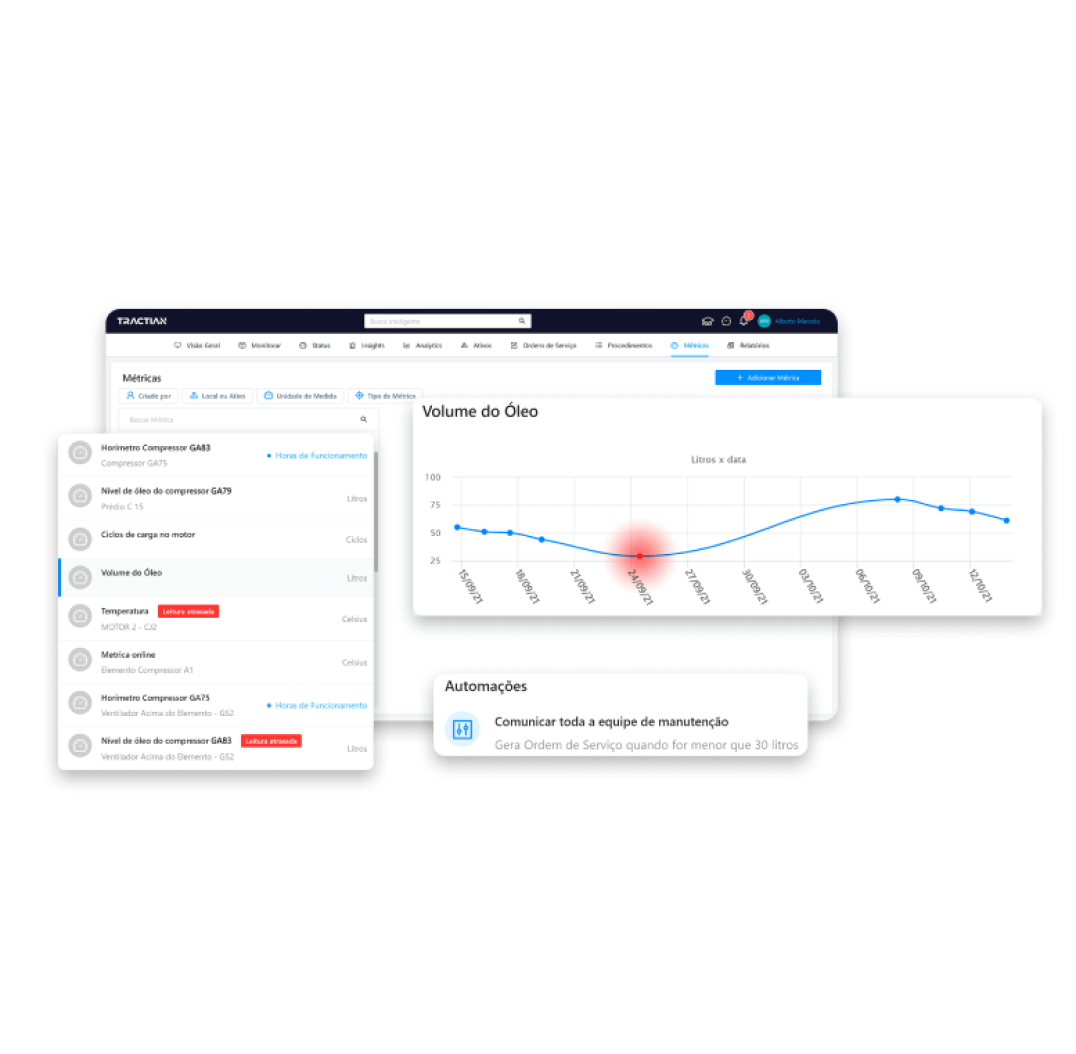 TRACTIAN
Busca Inteligente
Alberto Marcelo
Visão Geral
Monitorar
Status
Insights
Analytics
Ativos
Ordens de Serviço
Procedimentos
Métricas
Relatórios
Métricas
+ Adicionar Métrica
Criado por
Local ou Ativo
Unidade de Medida
Tipo de Métrica
Buscar Métrica
Horímetro Compressor GA83
Compressor GA75
Horas de Funcionamento
Nível de óleo do compressor GA79
Prédio C 15
Litros
Ciclos de carga no motor
Ciclos
Volume do Óleo
Litros
Temperatura
Leitura atrasada
MOTOR 2 - CJ2
Celsius
Metrica online
Elemento Compressor A1
Celsius
Horímetro Compressor GA75
Ventilador Acima do Elemento - GS2
Horas de Funcionamento
Nível de óleo do compressor GA83
Leitura atrasada
Ventilador Acima do Elemento - GS2
Litros
Volume do Óleo
Litros x data
100
75
50
25
15/09/21
18/09/21
21/09/21
24/09/21
27/09/21
30/09/21
03/10/21
06/10/21
09/10/21
12/10/21
Automações
Comunicar toda a equipe de manutenção
Gera Ordem de Serviço quando for menor que 30 litros